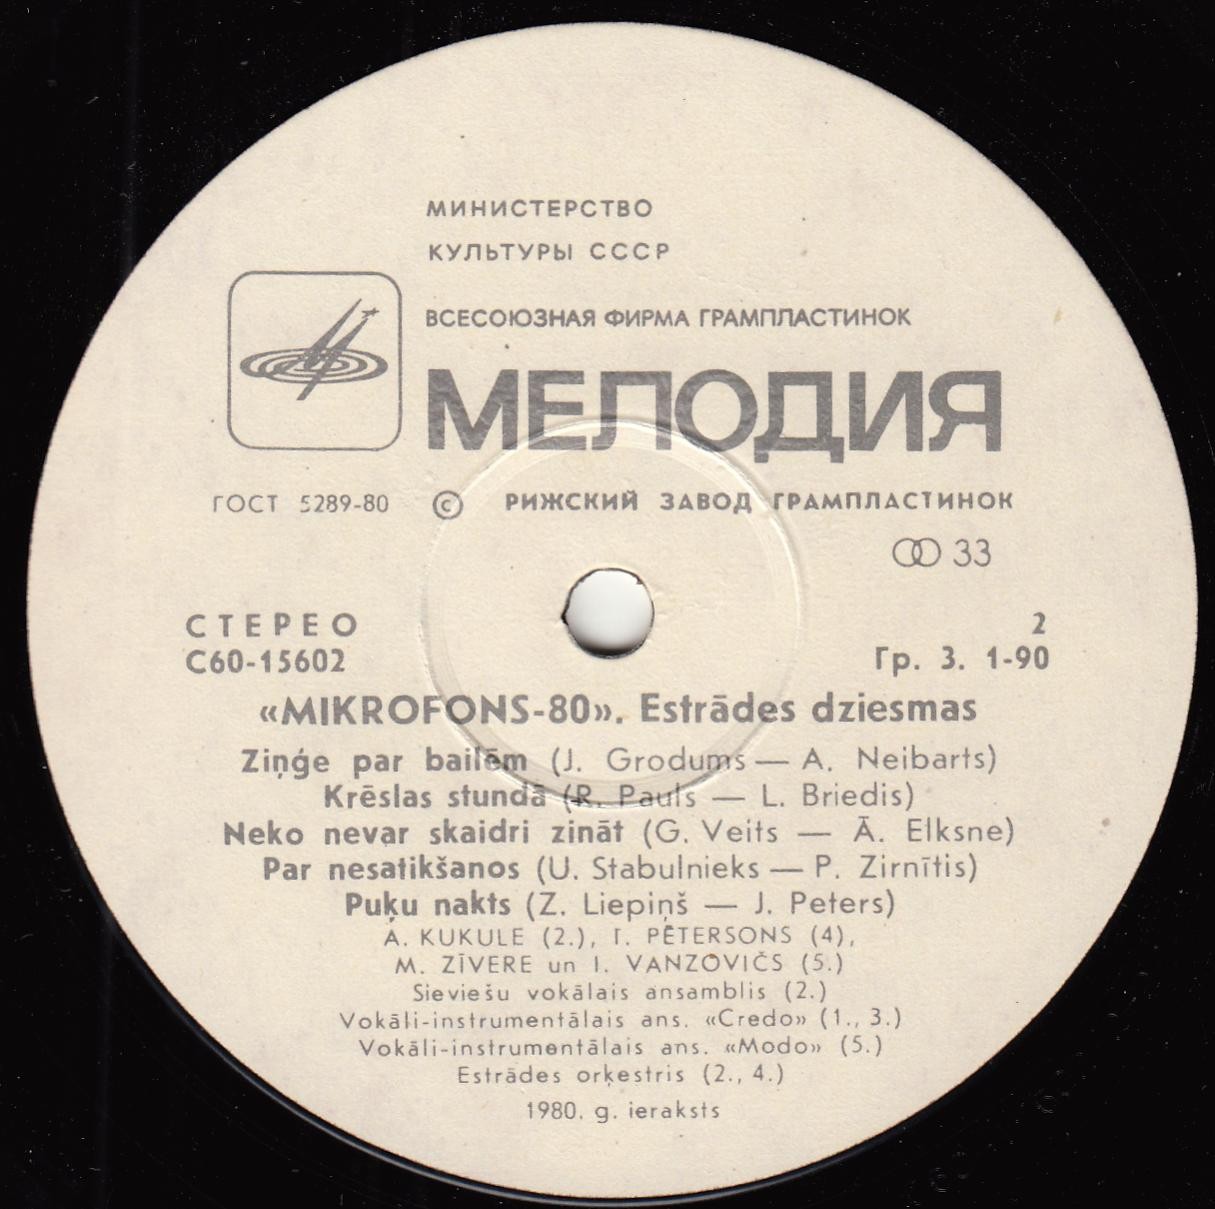 МИНИСТЕРСТВО
КУЛЬТУРЫ СССР
ВСЕСОЮЗНАЯ ФИРМА ГРАМПЛАСТИНОК
МЕЛОДИЯ
ГОСТ 5289-80 © РИЖСКИЙ ЗАВОД ГРАМПЛАСТИНОК
33
СТЕРЕО 2
С60-15602 Гр. 3. 1-90
«MIKROFONS-80». Estrādes dziesmas
Ziņģe par bailēm (J. Grodums — A. Neibarts)
Krēslas stundā (R. Pauls — L. Briedis)
Neko nevar skaidri zināt (G. Veits — Ā. Elksne)
Par nesatikšanos (U. Stabulnieks — P. Zirnītis)
Puķu nakts (Z. Liepiņš — J. Peters)
A. KUKULE (2.), I. PĒTERSONS (4),
M. ZĪVERE un I. VANZOVIČS (5.)
Sieviešu vokālais ansamblis (2.)
Vokāli-instrumentālais ans. «Credo» (1., 3.)
Vokāli-instrumentālais ans. «Modo» (5.)
Estrādes orķestris (2., 4.)
1980. g. ieraksts